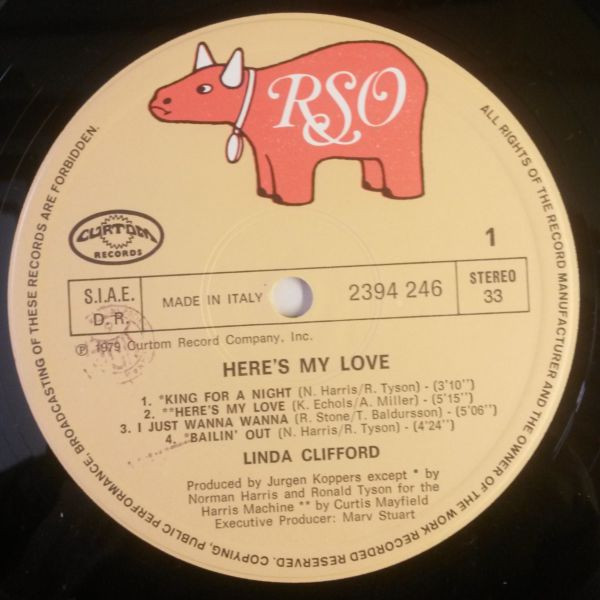 RSO
CURTOM
RECORDS
1
S.I.A.E.
D.R.
MADE IN ITALY
2394 246
STEREO
33
℗ 1979 Curtom Record Company, Inc.
HERE'S MY LOVE
1. *KING FOR A NIGHT (N. Harris/R. Tyson) - (3'10'')
2. **HERE'S MY LOVE (K. Echols/A. Miller) - (5'15'')
3. I JUST WANNA WANNA (R. Stone/T. Baldursson) - (5'06'')
4. *BAILIN' OUT (N. Harris/R. Tyson) - (4'24'')
LINDA CLIFFORD
Produced by Jurgen Koppers except * by
Norman Harris and Ronald Tyson for the
Harris Machine ** by Curtis Mayfield
Executive Producer: Marv Stuart
ALL RIGHTS OF THE RECORD MANUFACTURER AND THE OWNER OF THE WORK RECORDED RESERVED. COPYING, PUBLIC PERFORMANCE, BROADCASTING OF THESE RECORDS ARE FORBIDDEN.